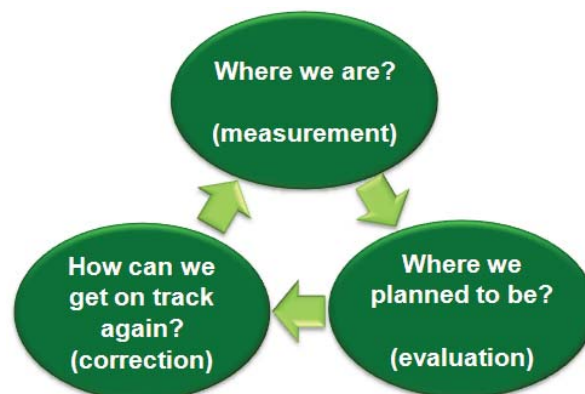 Where we are?
(measurement)
Where we
planned to be?
(evaluation)
How can we
get on track
again?
(correction)